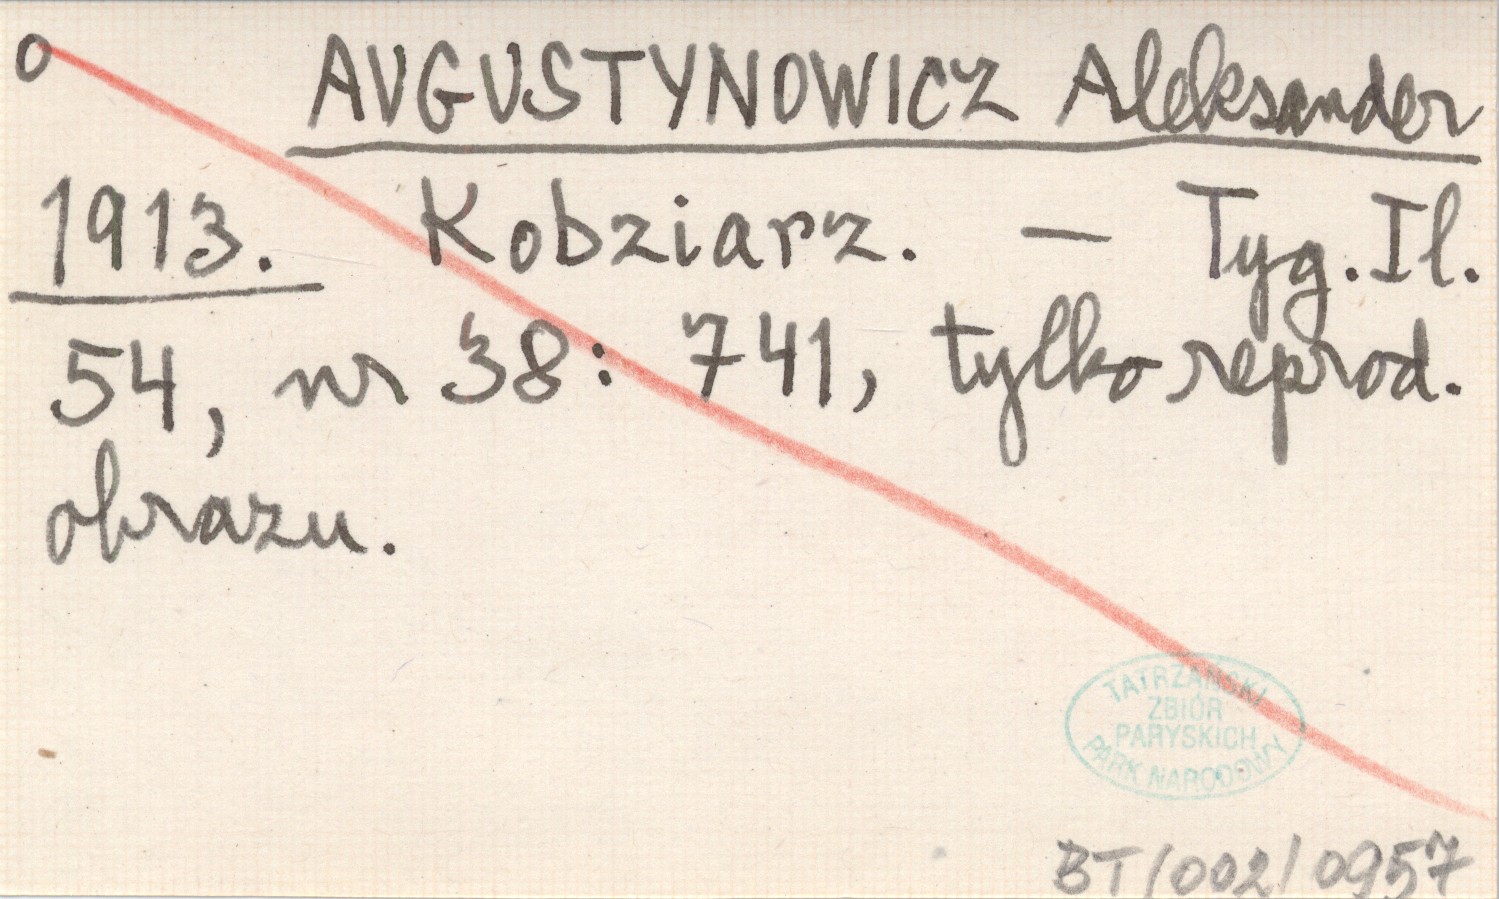 O AUGUSTYNOWICZ Aleksander
1913. Kobziarz. — Tyg. Il.
54, nr 38: 741, tylko reprod.
obrazu.
TATRZAŃSKI
ZBIÓR
PARYSKICH
PARK NARODOWY
BT/002/0957